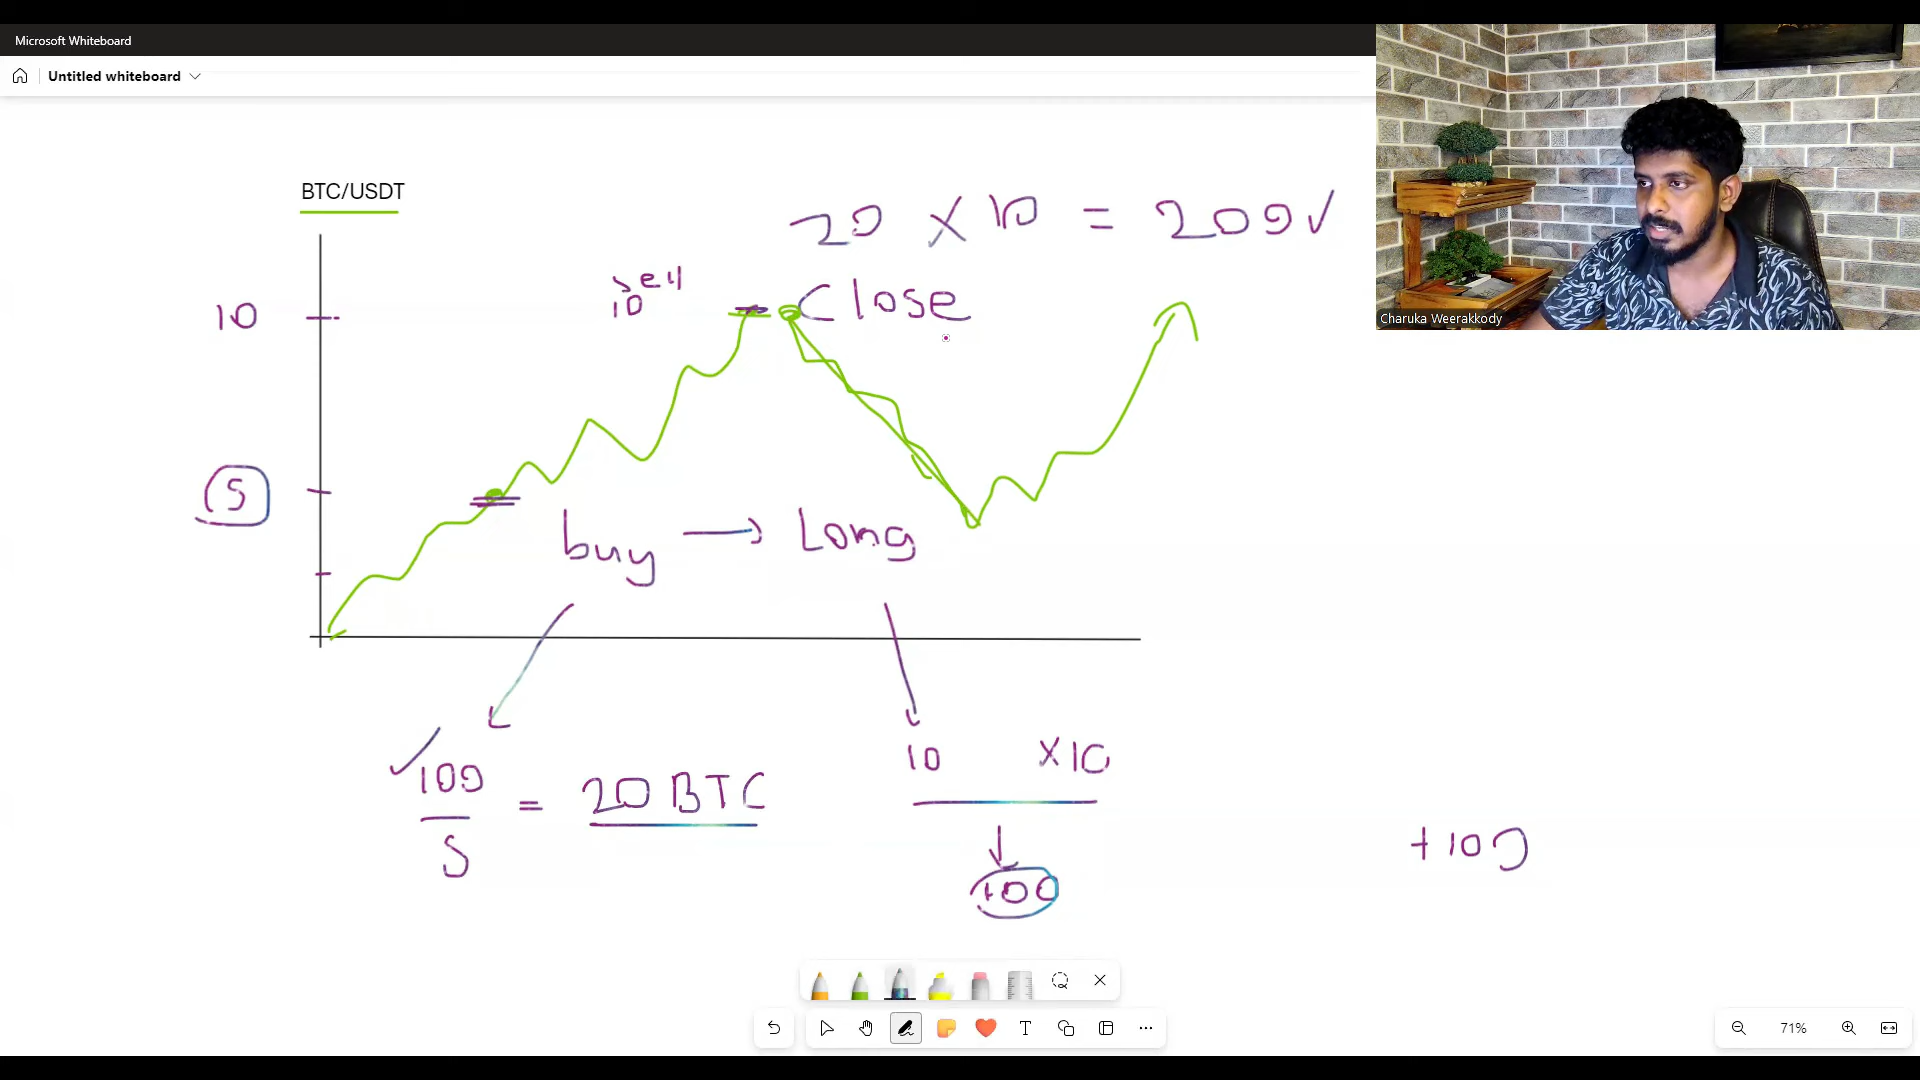 Microsoft Whiteboard
Untitled whiteboard
BTC/USDT
20 X 10 = 200 ✓
sell
10
Close
10
Charuka Weerakkody
5
buy → Long
✓100
5
= 20 BTC
10 X10
100
+100
71%